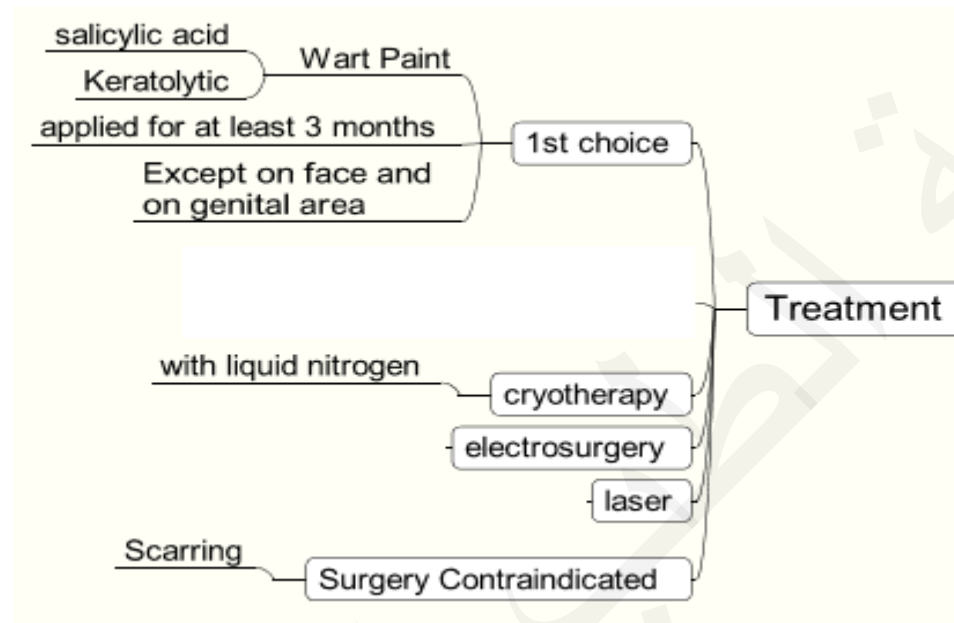 salicylic acid
Keratolytic
Wart Paint
applied for at least 3 months
Except on face and
on genital area
1st choice
Treatment
with liquid nitrogen
cryotherapy
electrosurgery
laser
Scarring
Surgery Contraindicated